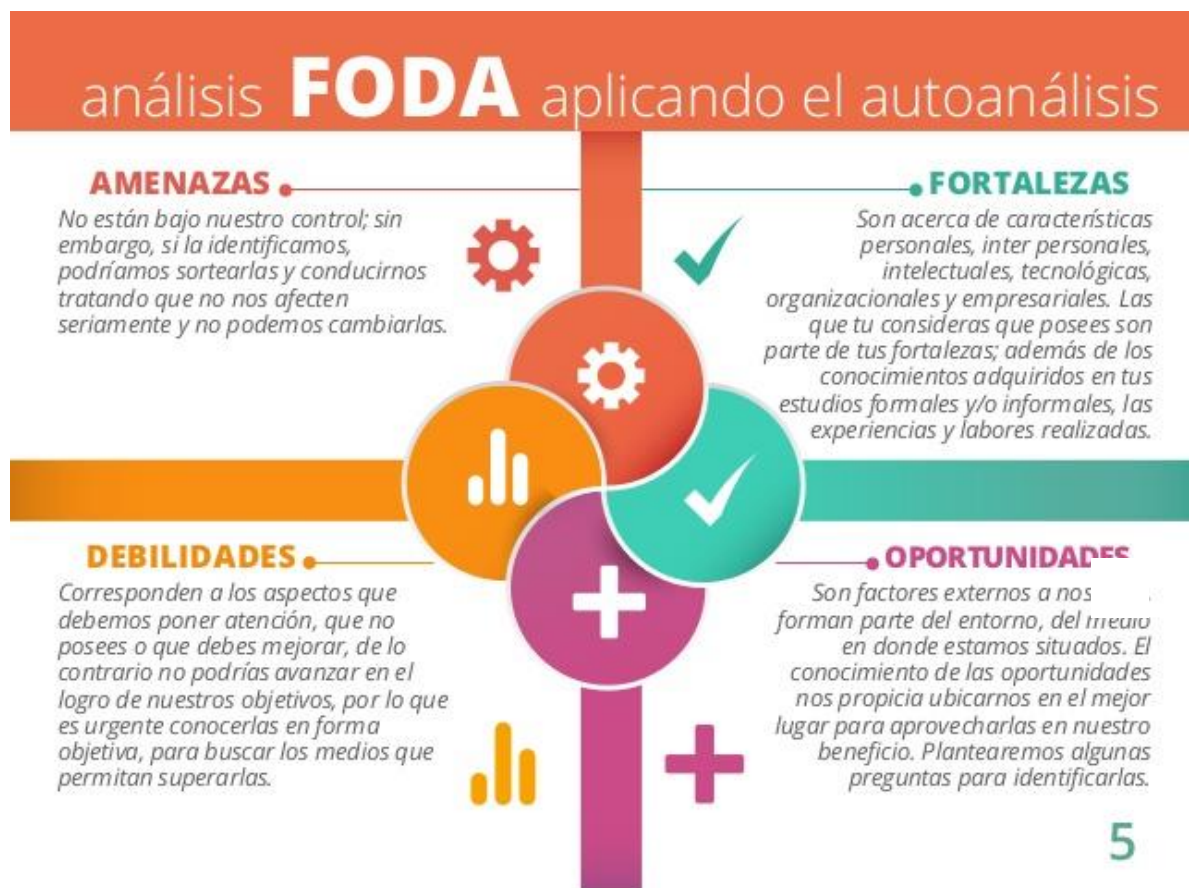 análisis FODA aplicando el autoanálisis
AMENAZAS
No están bajo nuestro control; sin
embargo, si la identificamos,
podríamos sortearlas y conducirnos
tratando que no nos afecten
seriamente y no podemos cambiarlas.
FORTALEZAS
Son acerca de características
personales, inter personales,
intelectuales, tecnológicas,
organizacionales y empresariales. Las
que tu consideras que posees son
parte de tus fortalezas; además de los
conocimientos adquiridos en tus
estudios formales y/o informales, las
experiencias y labores realizadas.
DEBILIDADES
Corresponden a los aspectos que
debemos poner atención, que no
posees o que debes mejorar, de lo
contrario no podrías avanzar en el
logro de nuestros objetivos, por lo que
es urgente conocerlas en forma
objetiva, para buscar los medios que
permitan superarlas.
OPORTUNIDADES
Son factores externos a
forman parte del entorno, del medio
en donde estamos situados. El
conocimiento de las oportunidades
nos propicia ubicarnos en el mejor
lugar para aprovecharlas en nuestro
beneficio. Plantearemos algunas
preguntas para identificarlas.
5